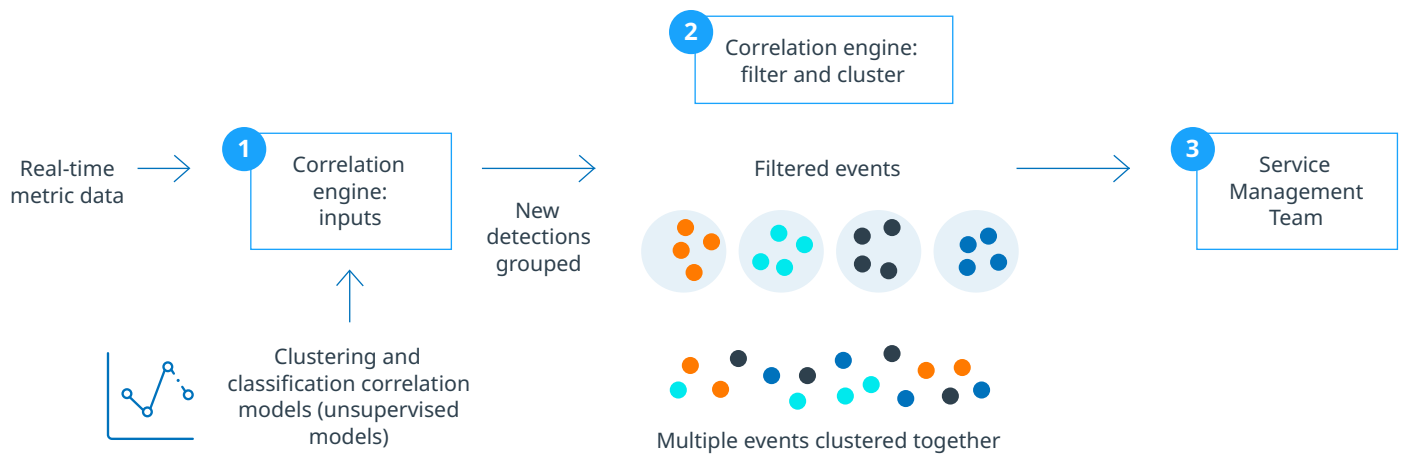 Real-time
metric data
1
Correlation
engine:
inputs
Clustering and
classification correlation
models (unsupervised
models)
New
detections
grouped
2
Correlation engine:
filter and cluster
Filtered events
Multiple events clustered together
3
Service
Management
Team